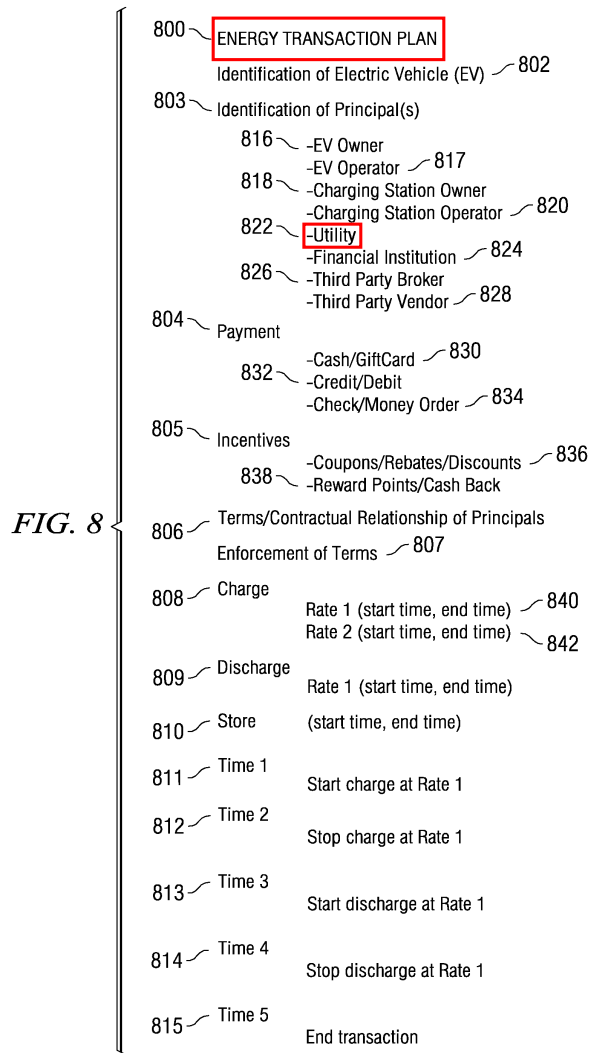 800 ENERGY TRANSACTION PLAN
Identification of Electric Vehicle (EV) 802
803 Identification of Principal(s)
816 -EV Owner
-EV Operator 817
818 -Charging Station Owner
-Charging Station Operator 820
822 -Utility
-Financial Institution 824
826 -Third Party Broker
-Third Party Vendor 828
804 Payment
-Cash/GiftCard 830
832 -Credit/Debit
-Check/Money Order 834
805 Incentives
-Coupons/Rebates/Discounts 836
838 -Reward Points/Cash Back
FIG. 8
806 Terms/Contractual Relationship of Principals
Enforcement of Terms 807
808 Charge
Rate 1 (start time, end time) 840
Rate 2 (start time, end time) 842
809 Discharge
Rate 1 (start time, end time)
810 Store (start time, end time)
811 Time 1
Start charge at Rate 1
812 Time 2
Stop charge at Rate 1
813 Time 3
Start discharge at Rate 1
814 Time 4
Stop discharge at Rate 1
815 Time 5
End transaction